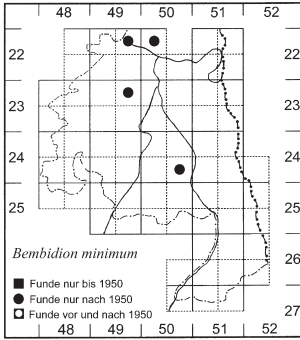 48 49 50 51 52
22 22
23 23
24 24
25 25
26
27
Bembidion minimum
Funde nur bis 1950
Funde nur nach 1950
Funde vor und nach 1950
48 49 50 51 52